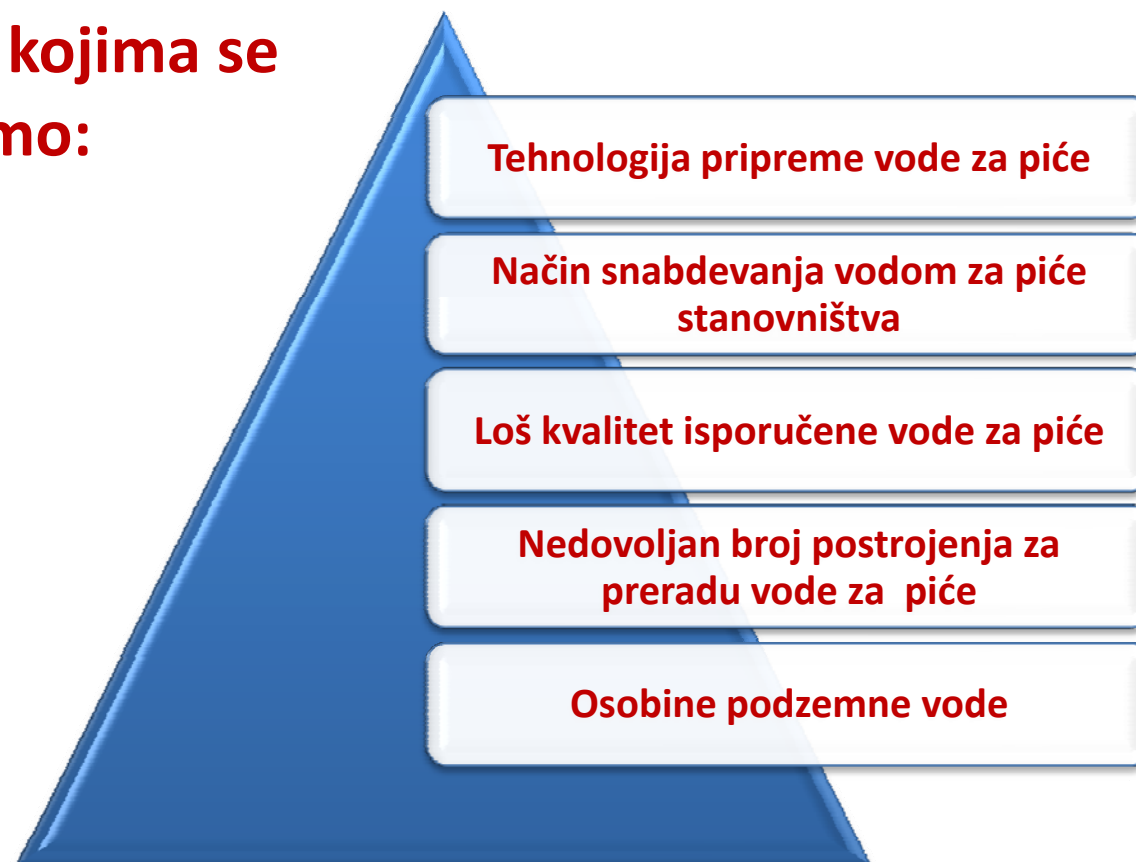 kojima se
mo:
Tehnologija pripreme vode za piće
Način snabdevanja vodom za piće
stanovništva
Loš kvalitet isporučene vode za piće
Nedovoljan broj postrojenja za
preradu vode za piće
Osobine podzemne vode